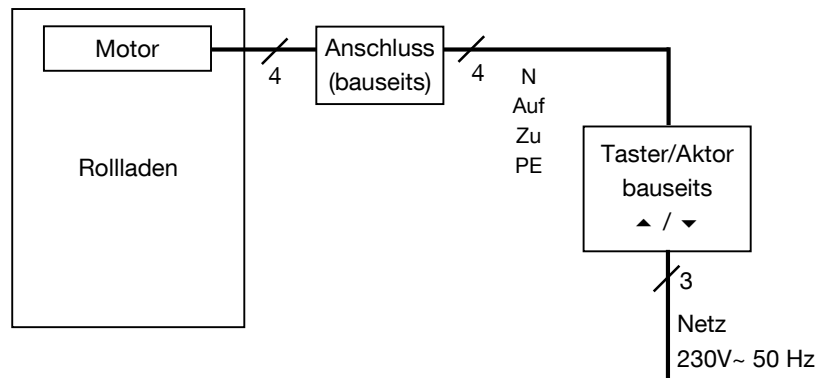 Motor
4
Anschluss
(bauseits)
4
N
Auf
Zu
PE
Rollladen
Taster/Aktor
bauseits
▲ / ▼
3
Netz
230V~ 50 Hz